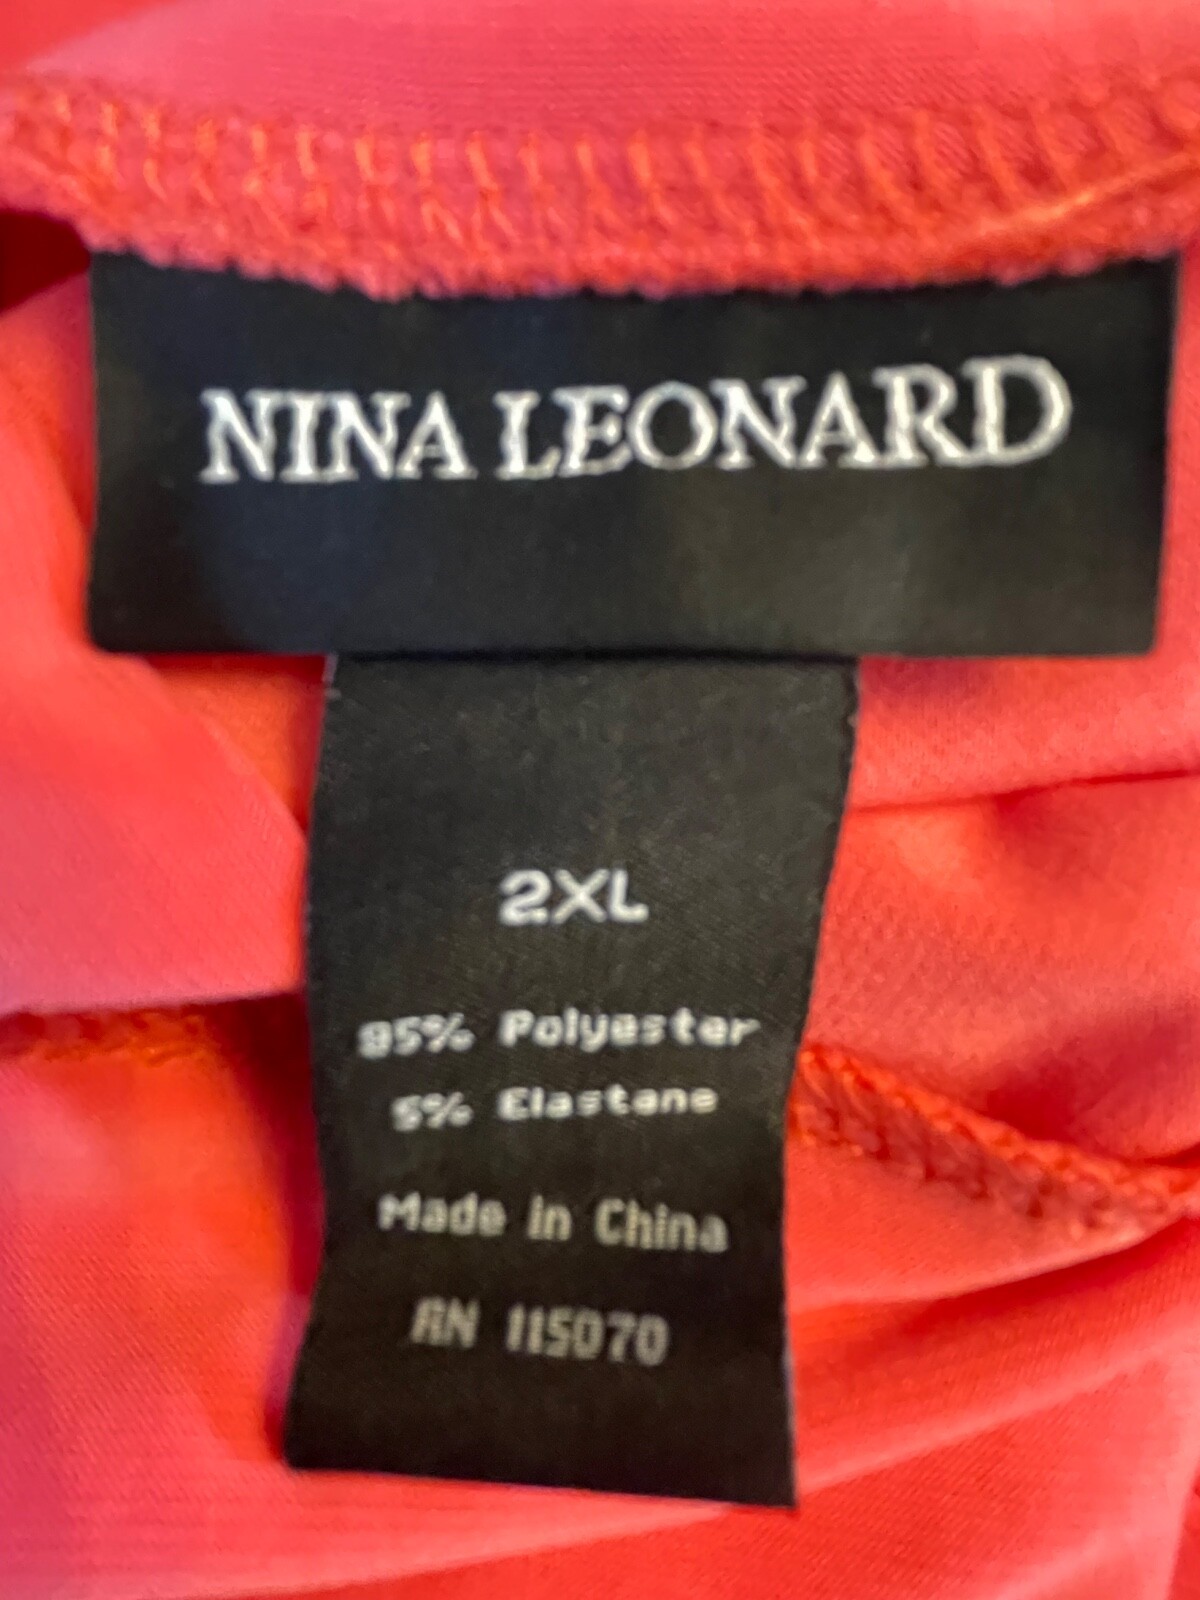 NINA LEONARD
2XL
95% Polyester
5% Elastane
Made in China
RN 115070